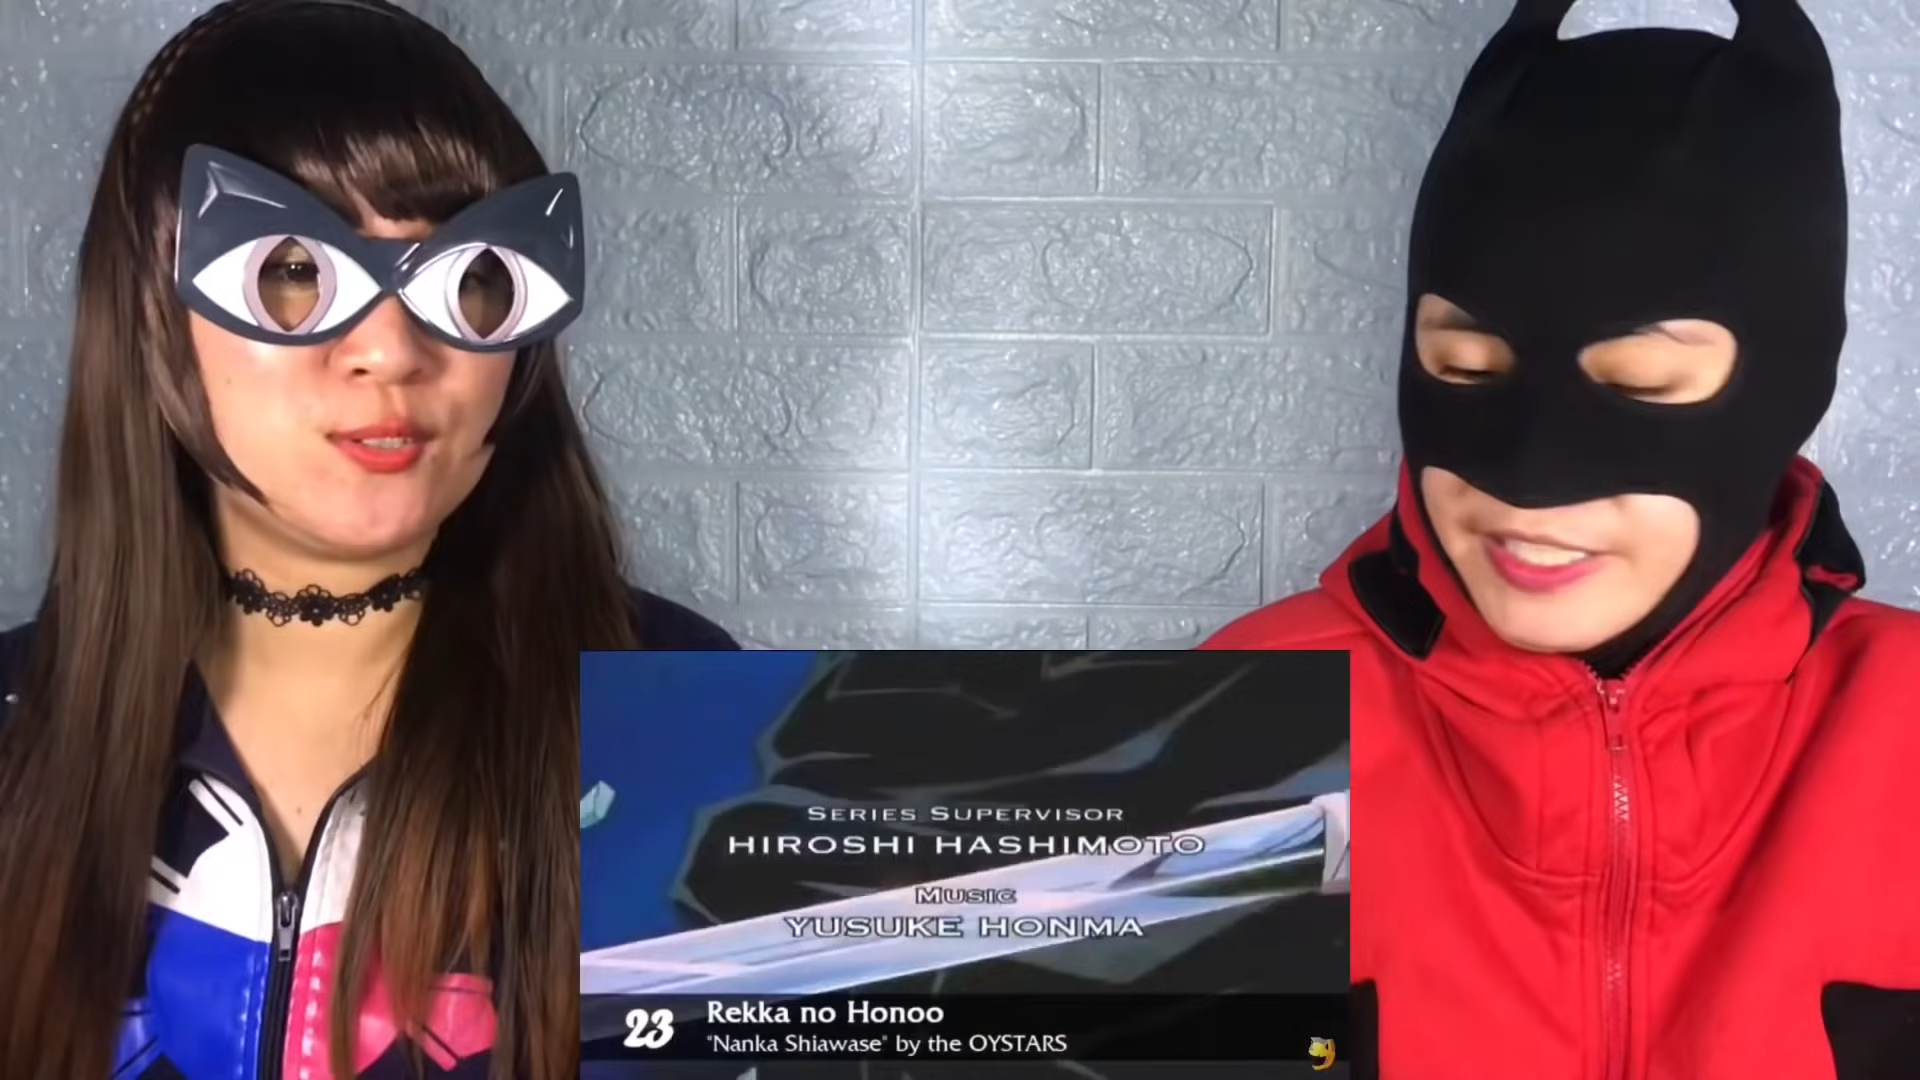 SERIES SUPERVISOR
HIROSHI HASHIMOTO
MUSIC
YUSUKE HONMA
23
Rekka no Honoo
"Nanka Shiawase" by the OYSTARS